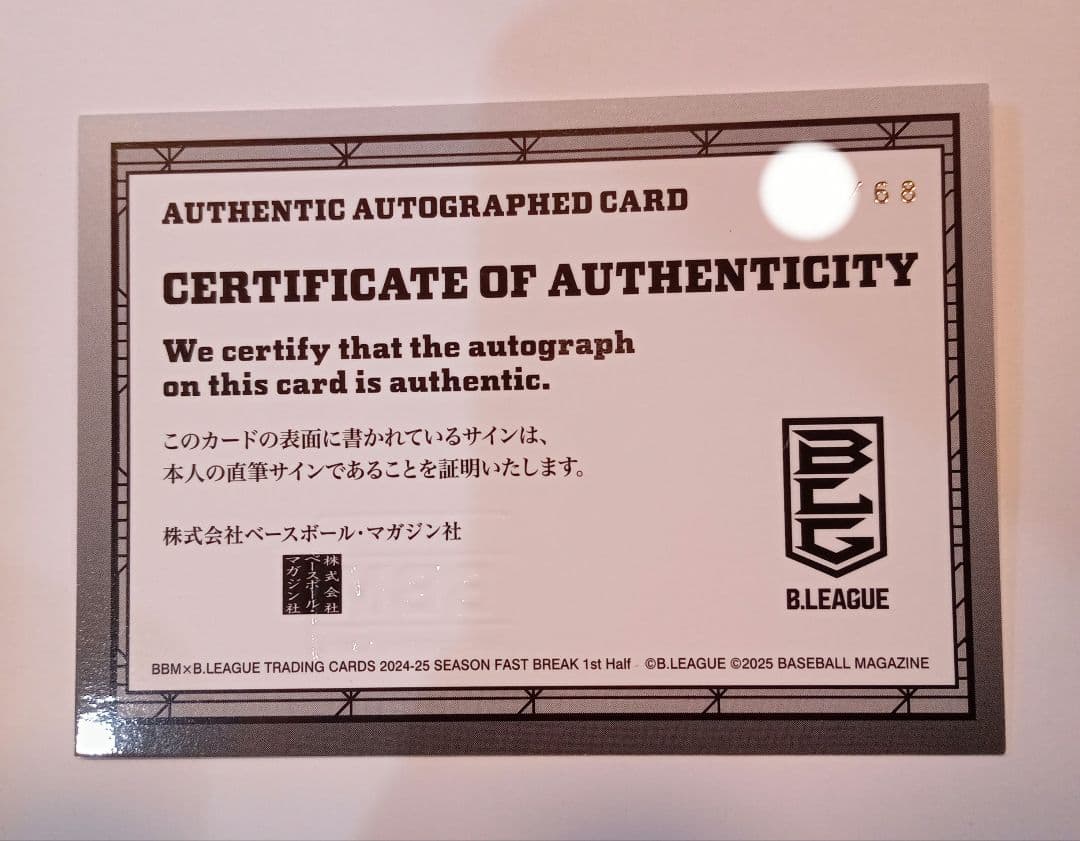 /68
AUTHENTIC AUTOGRAPHED CARD
CERTIFICATE OF AUTHENTICITY
We certify that the autograph
on this card is authentic.
このカードの表面に書かれているサインは、
本人の直筆サインであることを証明いたします。
株式会社ベースボール・マガジン社
株式会社
ベースボール・
マガジン社
BLG
B.LEAGUE
BBM×B.LEAGUE TRADING CARDS 2024-25 SEASON FAST BREAK 1st Half ©B.LEAGUE ©2025 BASEBALL MAGAZINE